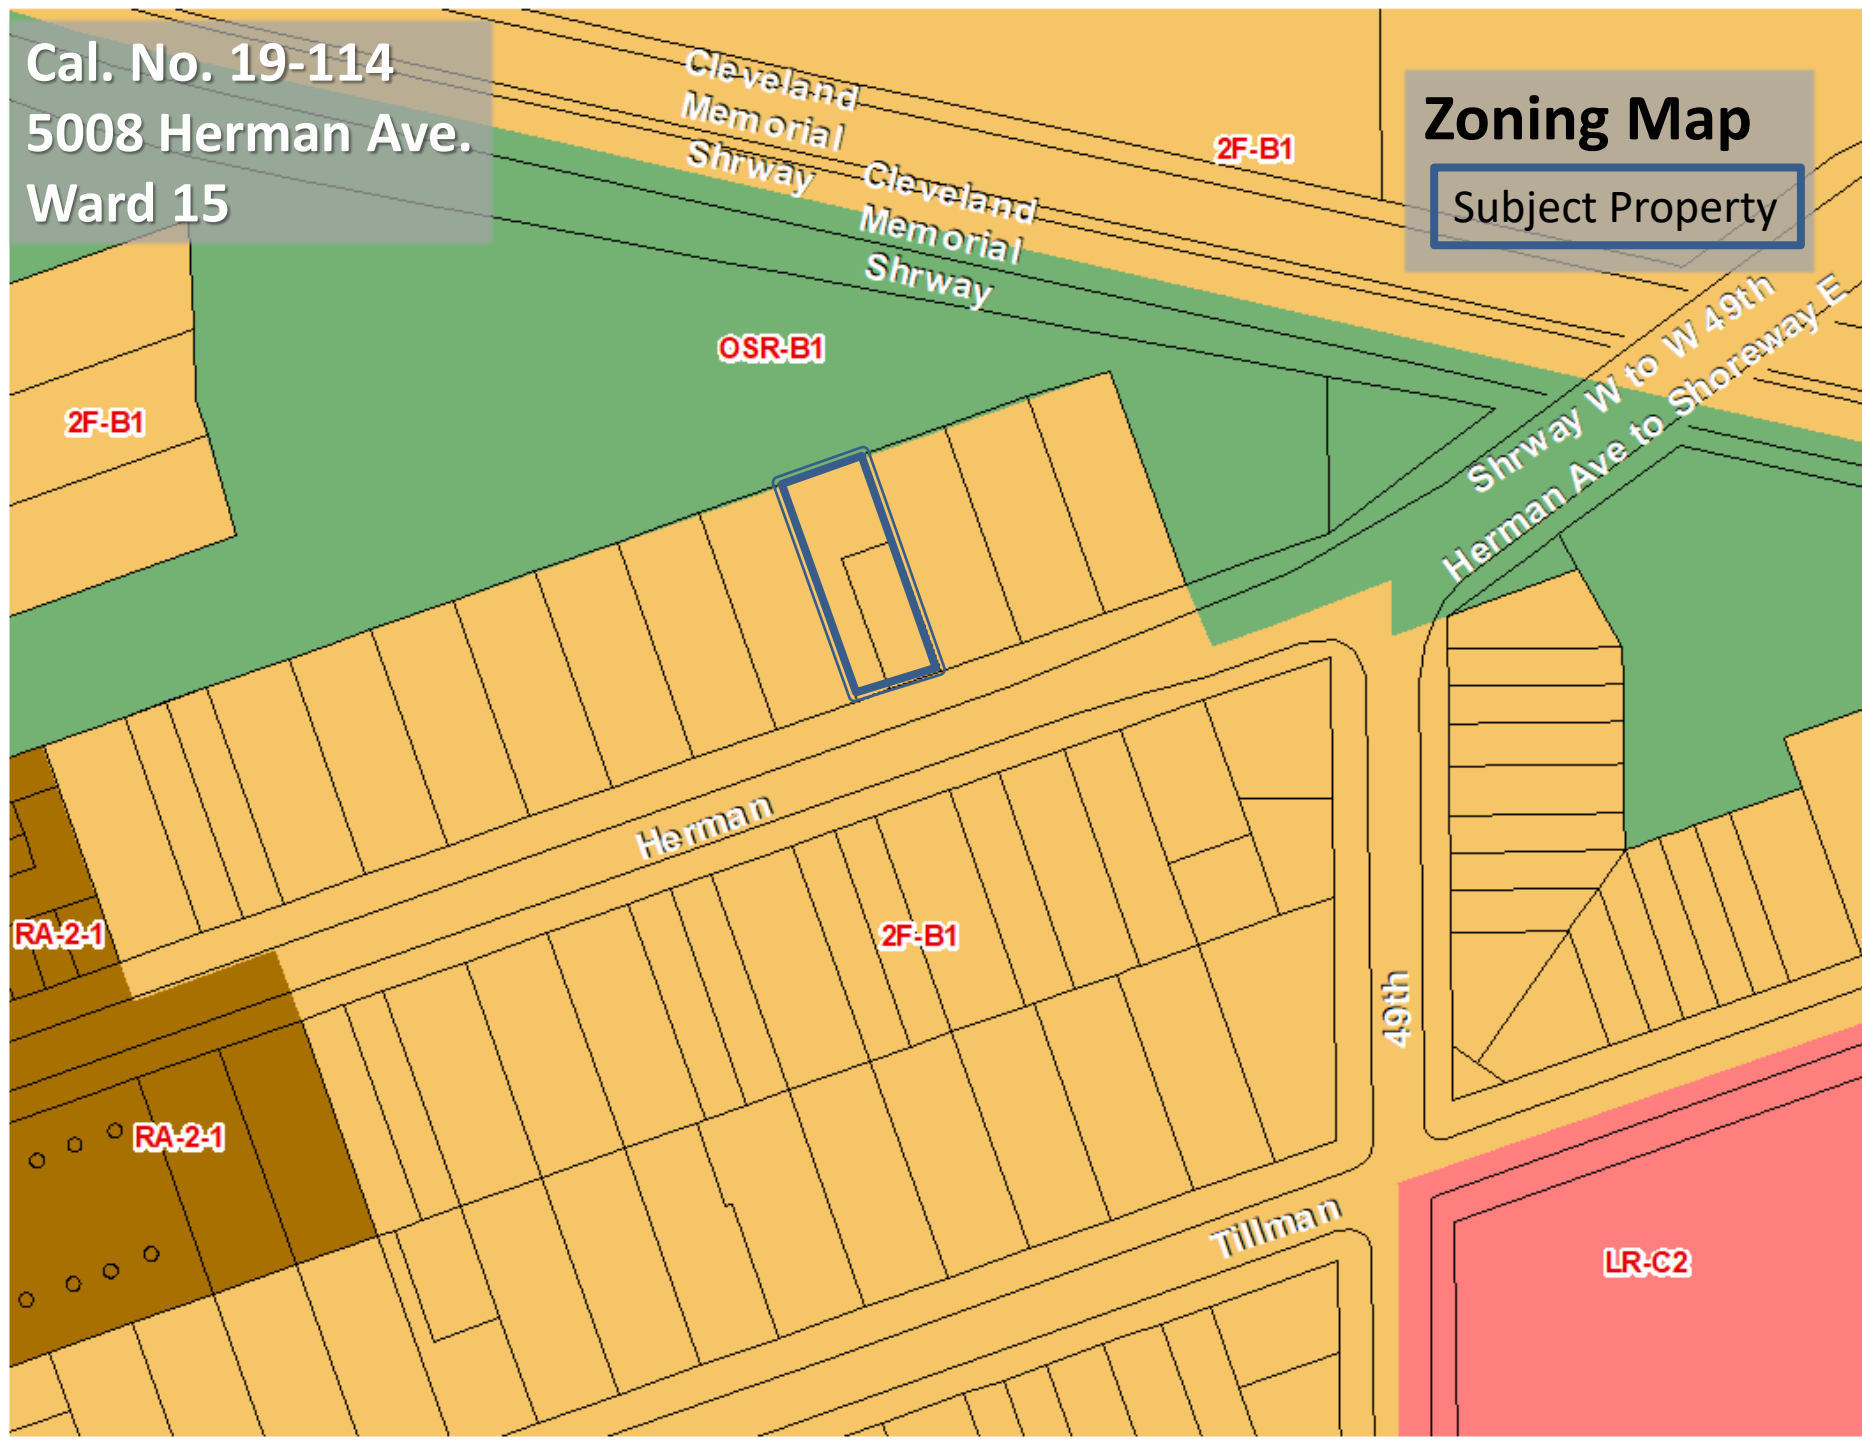 Cal. No. 19-114
5008 Herman Ave.
Ward 15
Zoning Map
Subject Property
Cleveland
Memorial
Shrway
Cleveland
Memorial
Shrway
2F-B1
Shrway W to W 49th
Herman Ave to Shoreway E
OSR-B1
2F-B1
Herman
RA-2-1
2F-B1
49th
RA-2-1
Tillman
LR-C2